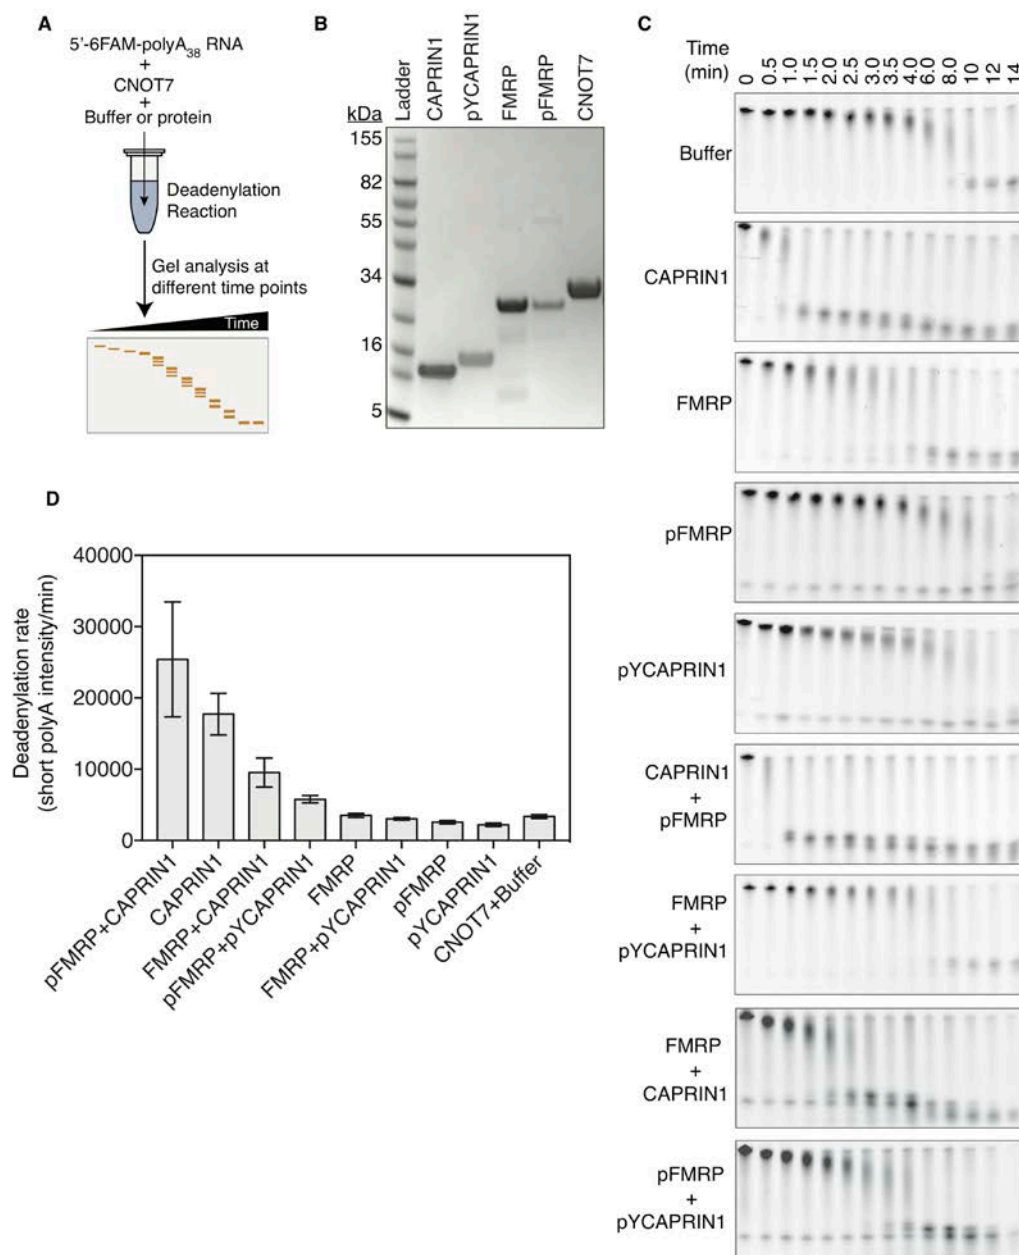 A
5'-6FAM-polyA38 RNA
+
CNOT7
+
Buffer or protein
Deadenylation
Reaction
Gel analysis at
different time points
Time
B
kDa
Ladder
CAPRIN1
pYCAPRIN1
FMRP
pFMRP
CNOT7
155
82
55
34
16
5
C
Time
(min)
0 0.5 1.0 1.5 2.0 2.5 3.0 3.5 4.0 6.0 8.0 10 12 14
Buffer
CAPRIN1
FMRP
pFMRP
pYCAPRIN1
CAPRIN1
+
pFMRP
FMRP
+
pYCAPRIN1
FMRP
+
CAPRIN1
pFMRP
+
pYCAPRIN1
D
Deadenylation rate
(short polyA intensity/min)
40000
30000
20000
10000
0
pFMRP+CAPRIN1
CAPRIN1
FMRP+CAPRIN1
pFMRP+pYCAPRIN1
FMRP
FMRP+pYCAPRIN1
pFMRP
pYCAPRIN1
CNOT7+Buffer